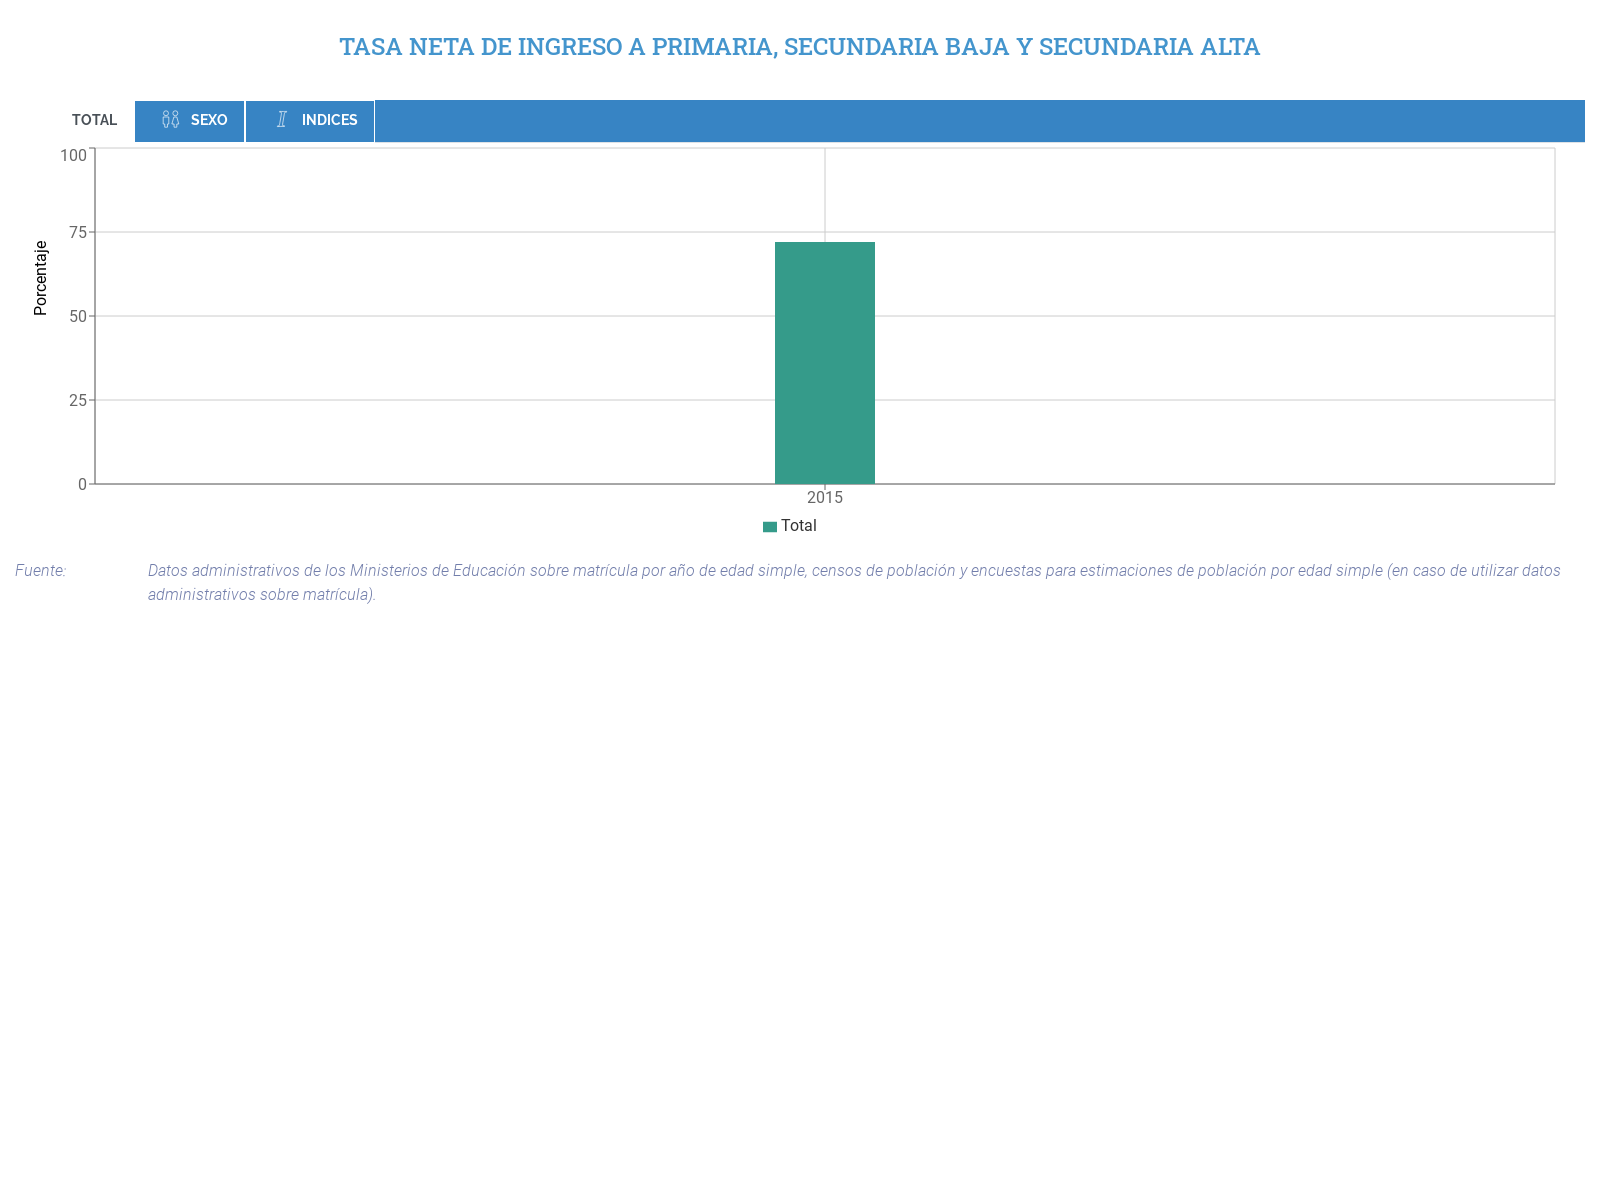 TASA NETA DE INGRESO A PRIMARIA, SECUNDARIA BAJA Y SECUNDARIA ALTA
TOTAL
SEXO
INDICES
100
75
50
25
0
Porcentaje
2015
Total
Fuente:
Datos administrativos de los Ministerios de Educación sobre matrícula por año de edad simple, censos de población y encuestas para estimaciones de población por edad simple (en caso de utilizar datos
administrativos sobre matrícula).